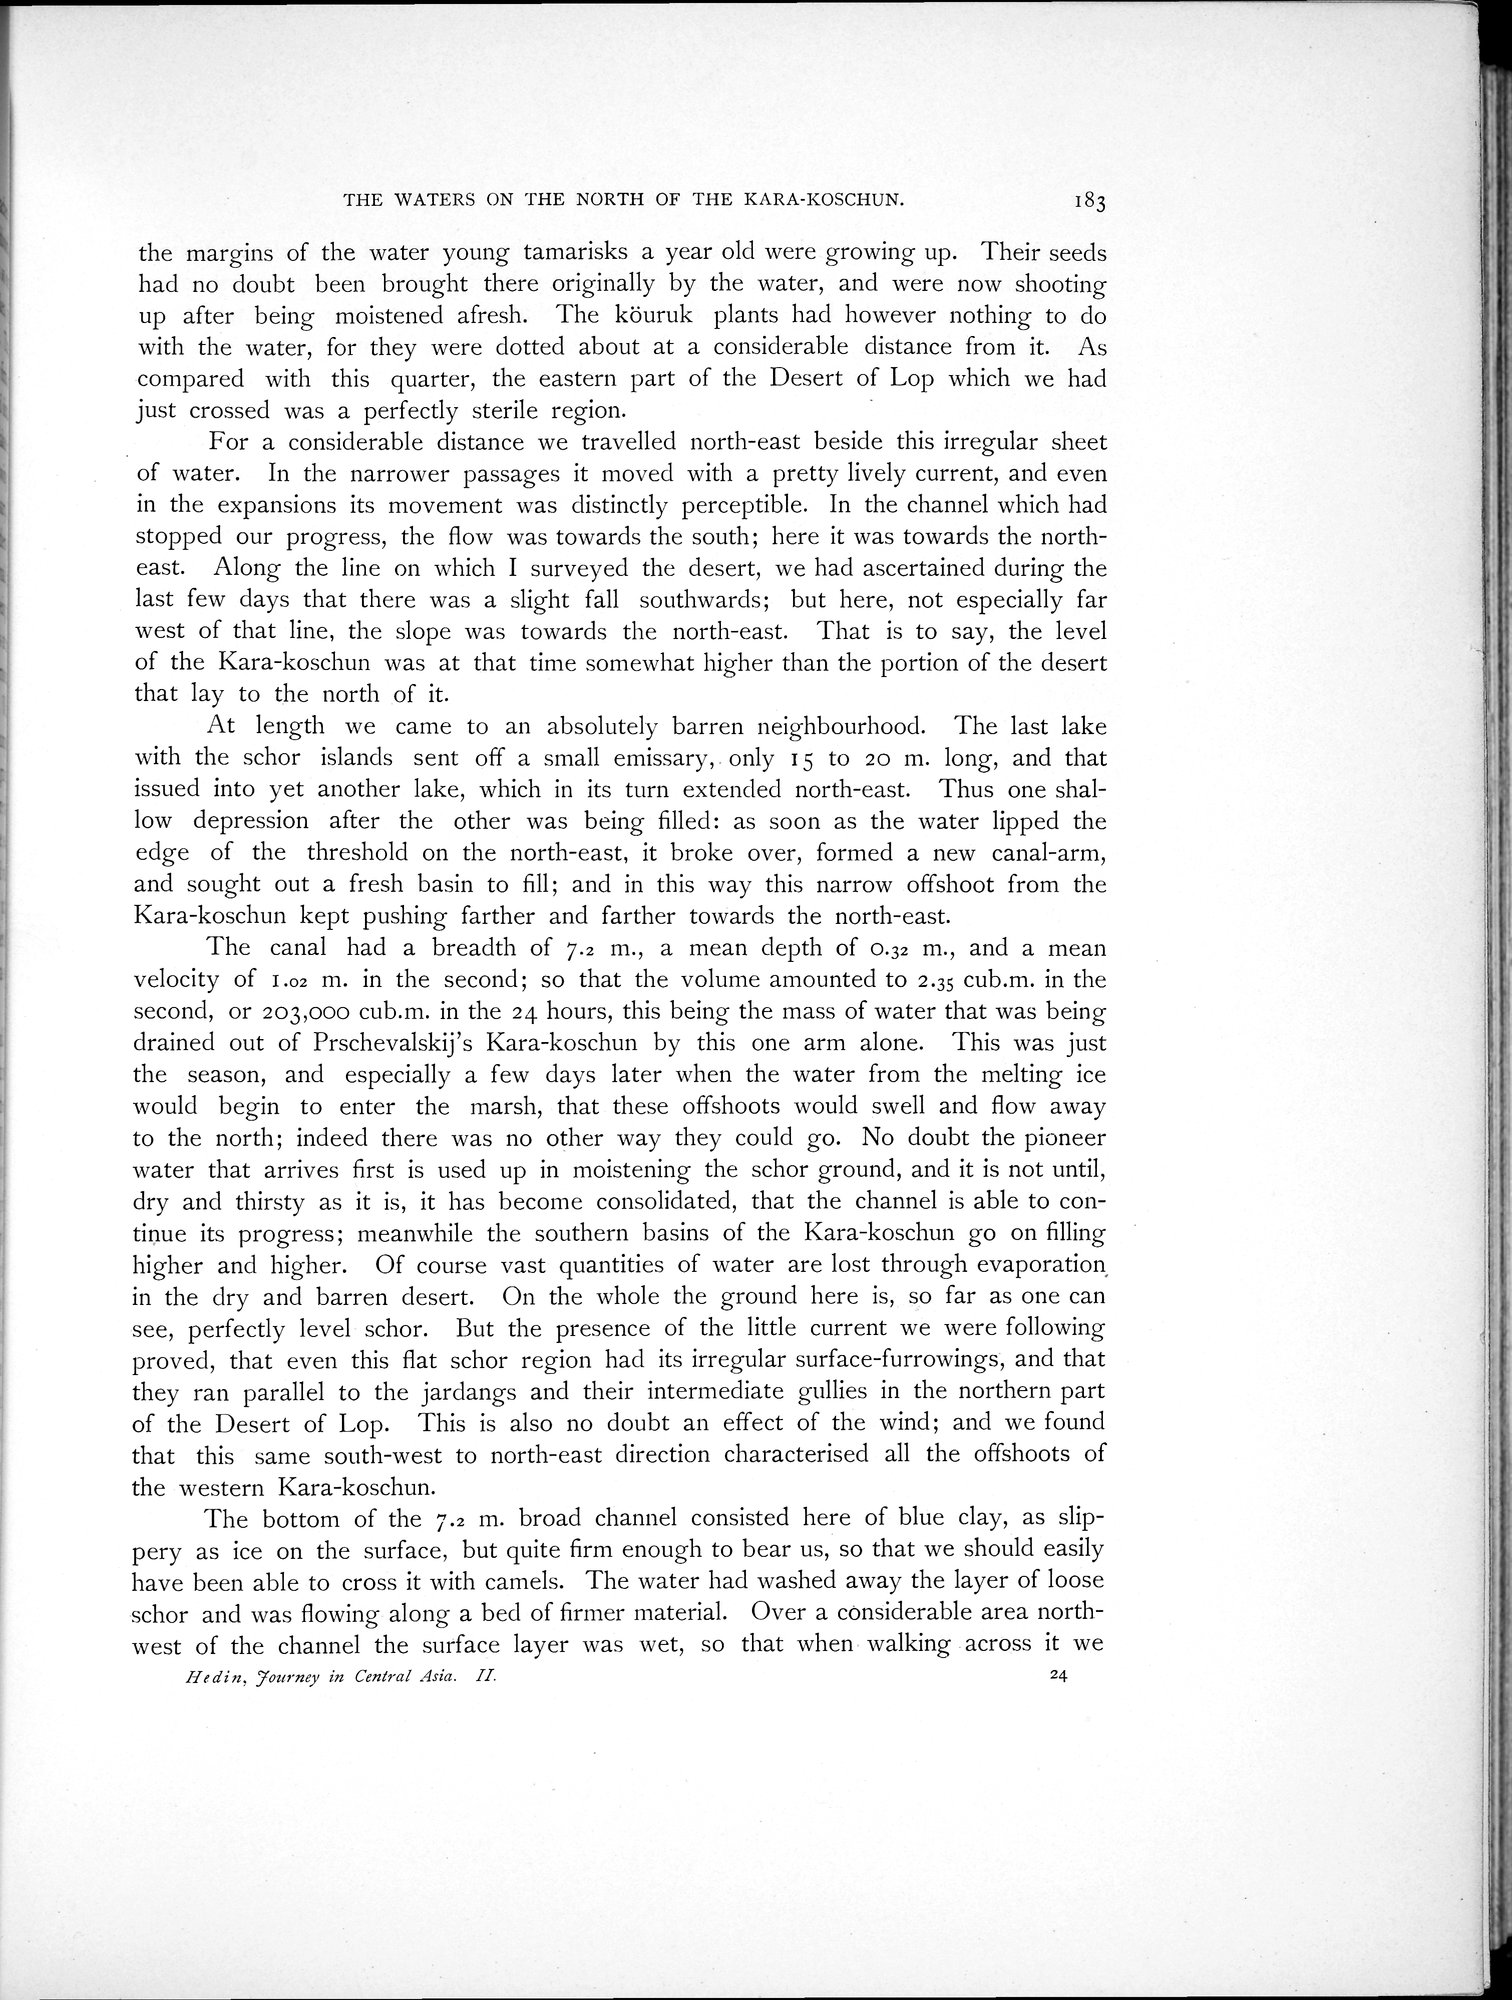 THE WATERS ON THE NORTH OF THE KARA-KOSCHUN. 183
the margins of the water young tamarisks a year old were growing up. Their seeds
had no doubt been brought there originally by the water, and were now shooting
up after being moistened afresh. The köuruk plants had however nothing to do
with the water, for they were dotted about at a considerable distance from it. As
compared with this quarter, the eastern part of the Desert of Lop which we had
just crossed was a perfectly sterile region.
For a considerable distance we travelled north-east beside this irregular sheet
of water. In the narrower passages it moved with a pretty lively current, and even
in the expansions its movement was distinctly perceptible. In the channel which had
stopped our progress, the flow was towards the south; here it was towards the north-
east. Along the line on which I surveyed the desert, we had ascertained during the
last few days that there was a slight fall southwards; but here, not especially far
west of that line, the slope was towards the north-east. That is to say, the level
of the Kara-koschun was at that time somewhat higher than the portion of the desert
that lay to the north of it.
At length we came to an absolutely barren neighbourhood. The last lake
with the schor islands sent off a small emissary, only 15 to 20 m. long, and that
issued into yet another lake, which in its turn extended north-east. Thus one shal-
low depression after the other was being filled: as soon as the water lipped the
edge of the threshold on the north-east, it broke over, formed a new canal-arm,
and sought out a fresh basin to fill; and in this way this narrow offshoot from the
Kara-koschun kept pushing farther and farther towards the north-east.
The canal had a breadth of 7.2 m., a mean depth of 0.32 m., and a mean
velocity of 1.02 m. in the second; so that the volume amounted to 2.35 cub.m. in the
second, or 203,000 cub.m. in the 24 hours, this being the mass of water that was being
drained out of Prschevalskij's Kara-koschun by this one arm alone. This was just
the season, and especially a few days later when the water from the melting ice
would begin to enter the marsh, that these offshoots would swell and flow away
to the north; indeed there was no other way they could go. No doubt the pioneer
water that arrives first is used up in moistening the schor ground, and it is not until,
dry and thirsty as it is, it has become consolidated, that the channel is able to con-
tinue its progress; meanwhile the southern basins of the Kara-koschun go on filling
higher and higher. Of course vast quantities of water are lost through evaporation
in the dry and barren desert. On the whole the ground here is, so far as one can
see, perfectly level schor. But the presence of the little current we were following
proved, that even this flat schor region had its irregular surface-furrowings, and that
they ran parallel to the jardangs and their intermediate gullies in the northern part
of the Desert of Lop. This is also no doubt an effect of the wind; and we found
that this same south-west to north-east direction characterised all the offshoots of
the western Kara-koschun.
The bottom of the 7.2 m. broad channel consisted here of blue clay, as slip-
pery as ice on the surface, but quite firm enough to bear us, so that we should easily
have been able to cross it with camels. The water had washed away the layer of loose
schor and was flowing along a bed of firmer material. Over a considerable area north-
west of the channel the surface layer was wet, so that when walking across it we
Hedin, Journey in Central Asia. II. 24